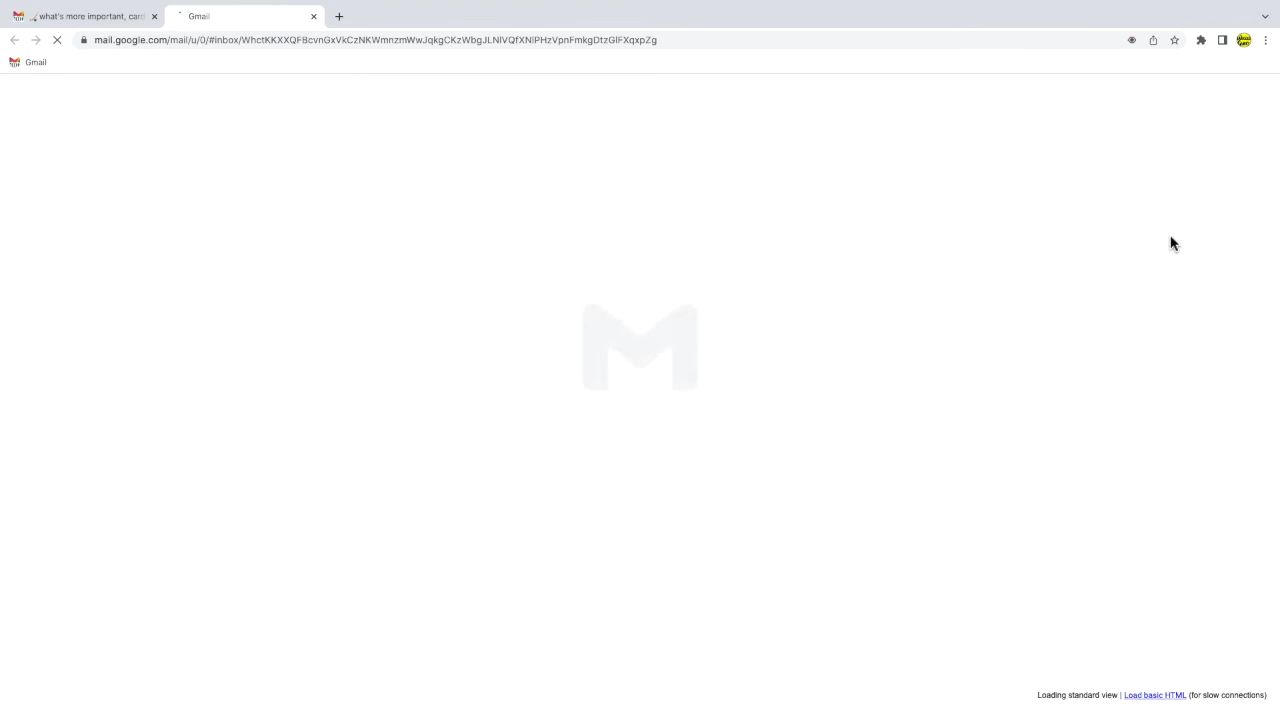 what's more important, card
Gmail
mail.google.com/mail/u/0/#inbox/WhctKKXXQFBcvnGxVkCzNKWmnzmWwJqkgCKzWbgJLNlVQfXNlPHzVpnFmkgDtzGlFXqxpZg
Gmail
M
Loading standard view | Load basic HTML (for slow connections)